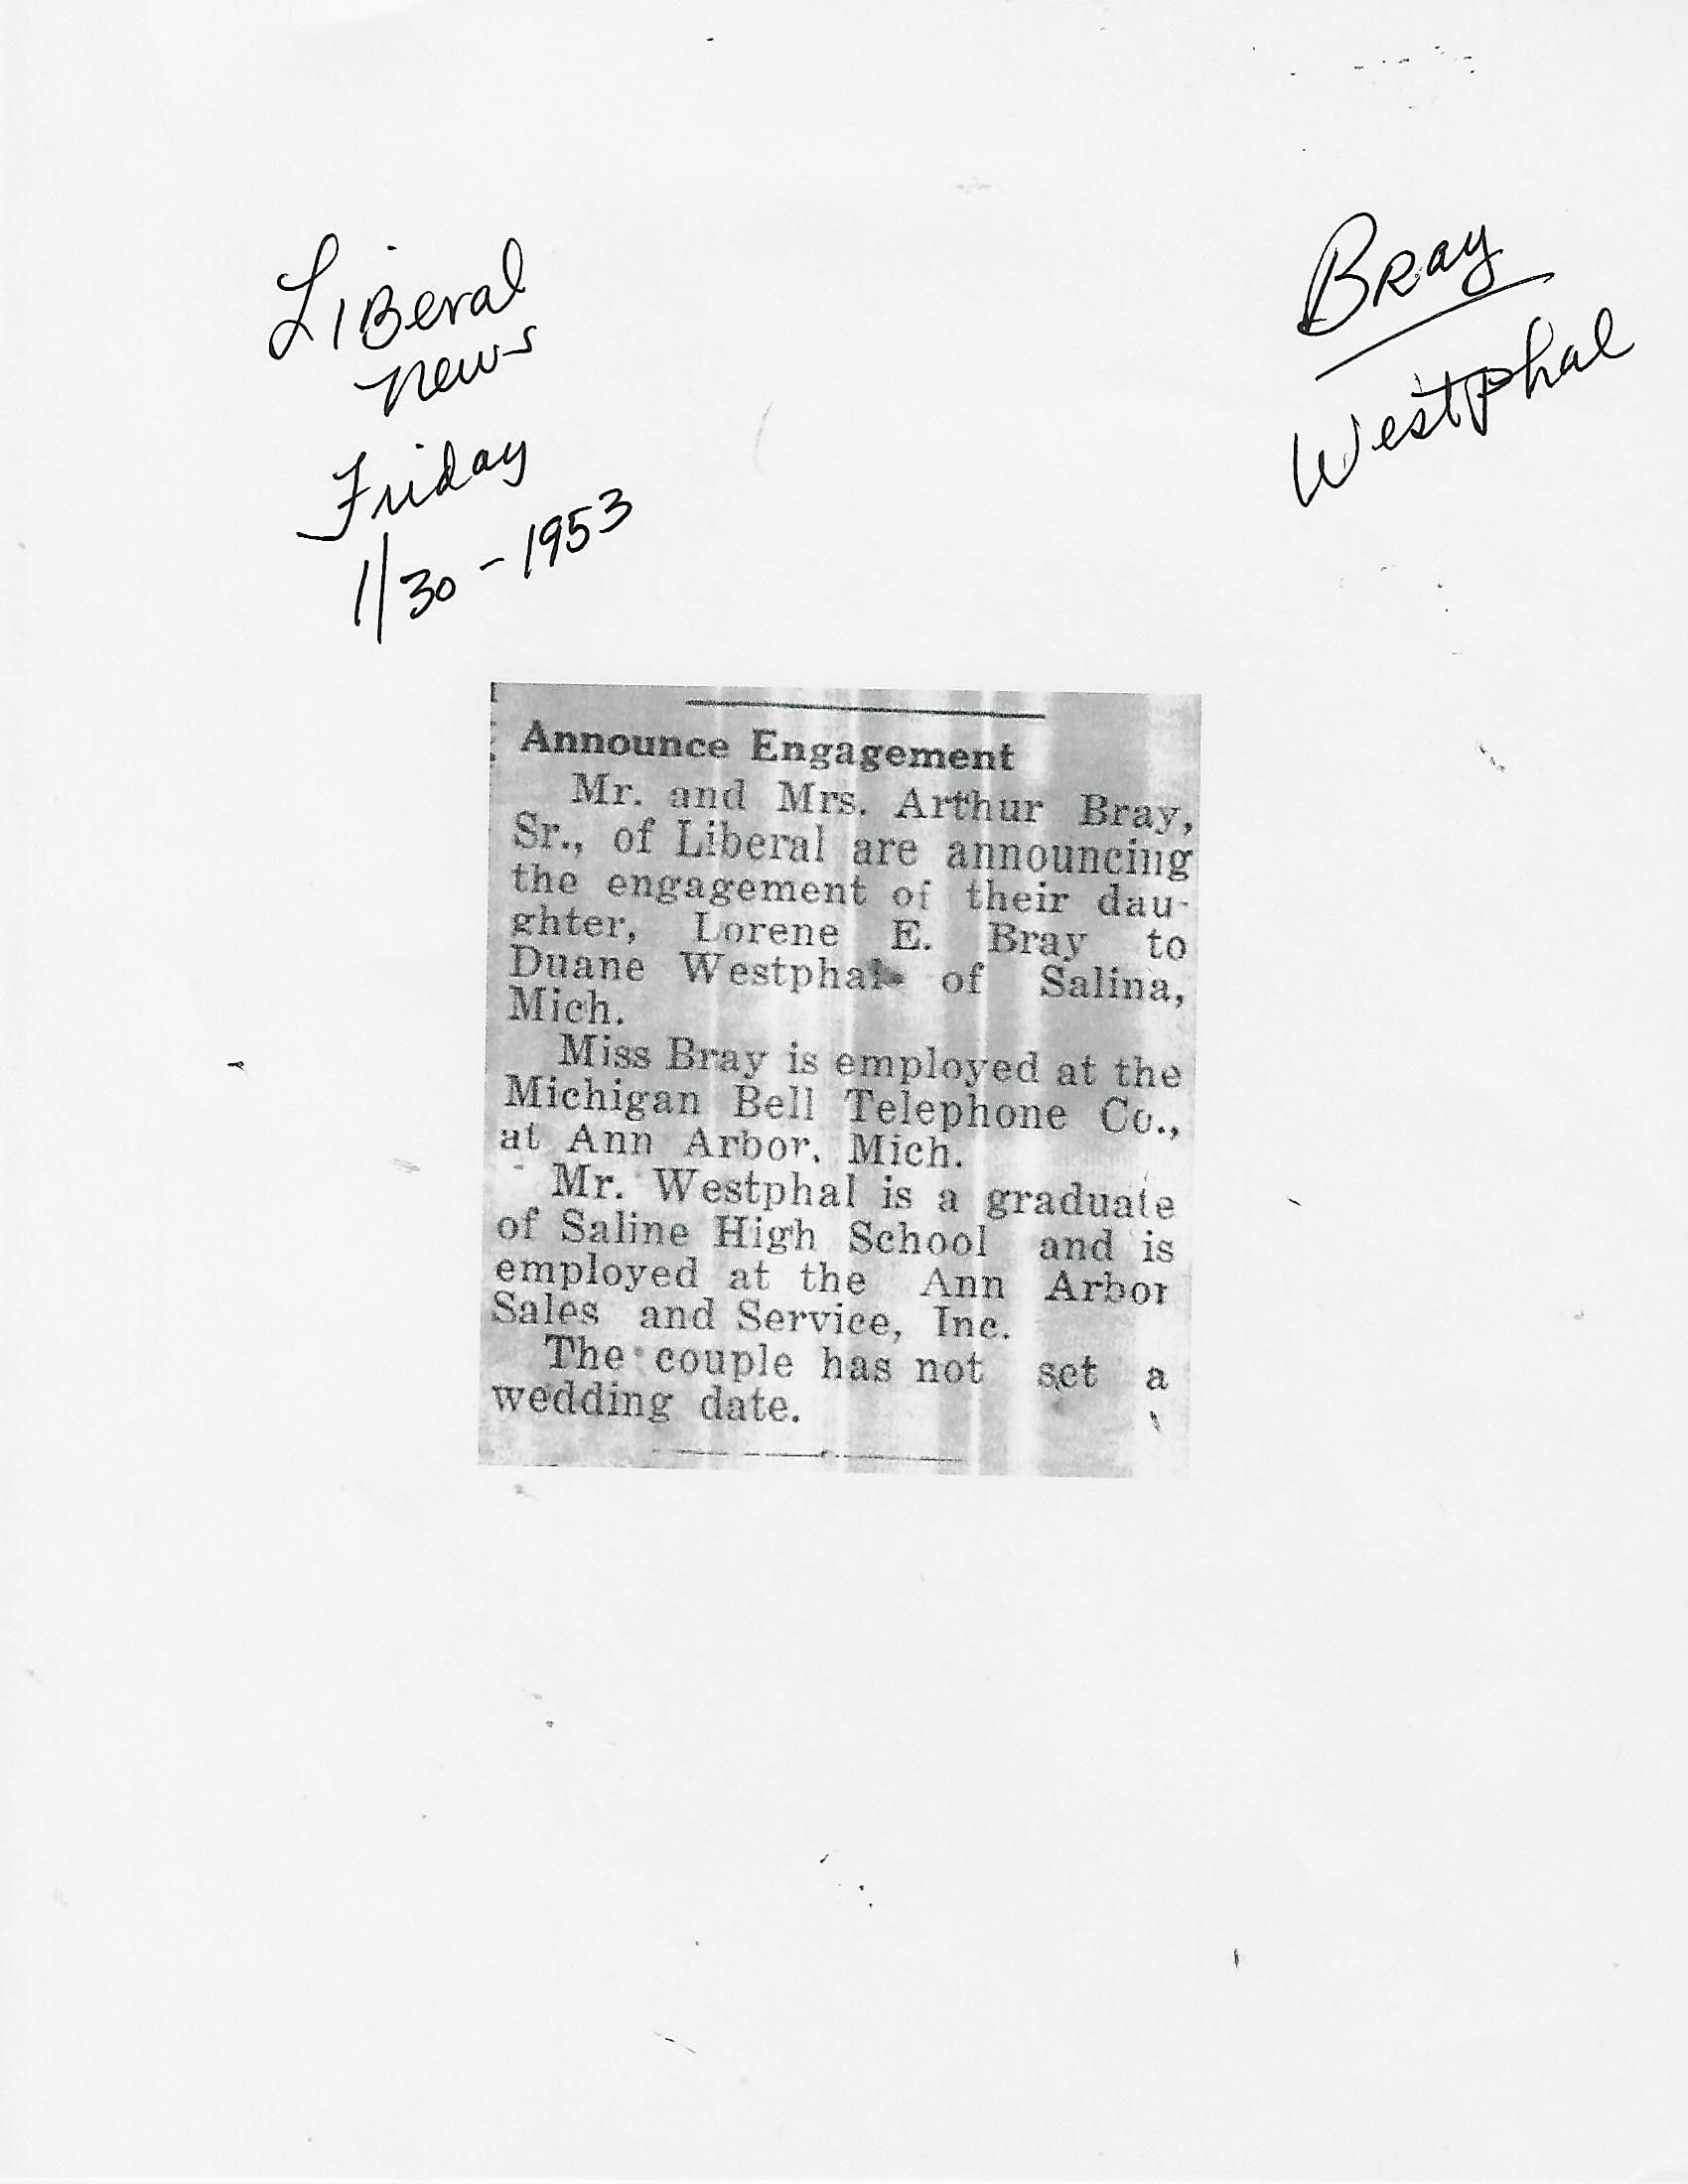 Liberal
News
Friday
1/30-1953
Bray
Westphal
Announce Engagement
Mr. and Mrs. Arthur Bray,
Sr., of Liberal are announcing
the engagement of their dau-
ghter, Lorene E. Bray to
Duane Westphal of Salina,
Mich.
Miss Bray is employed at the
Michigan Bell Telephone Co.,
at Ann Arbor, Mich.
Mr. Westphal is a graduate
of Saline High School and is
employed at the Ann Arbor
Sales and Service, Inc.
The couple has not set a
wedding date.